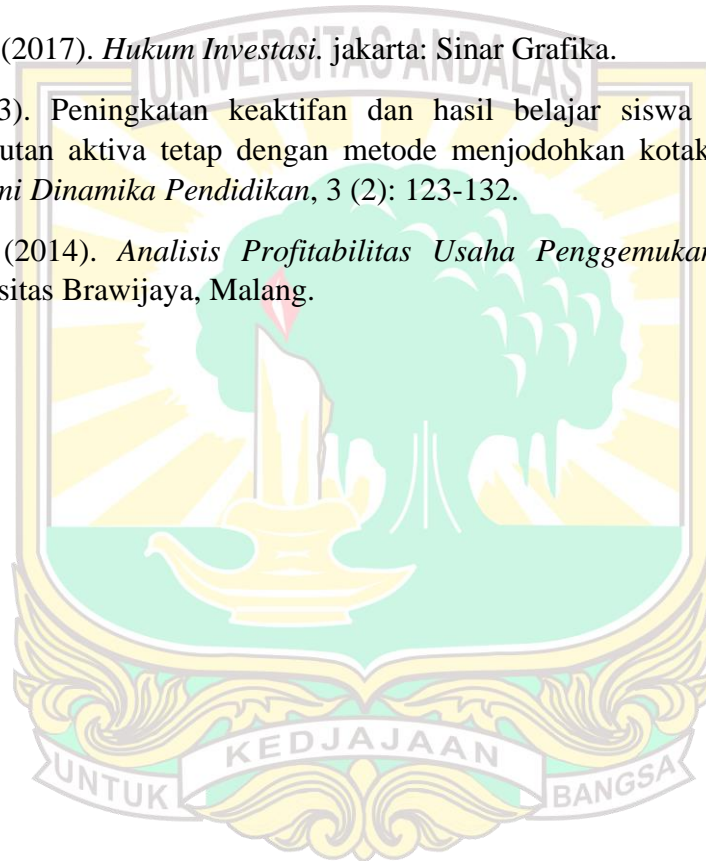 (2017). Hukum Investasi. jakarta: Sinar Grafika.
3). Peningkatan keaktifan dan hasil belajar siswa
utan aktiva tetap dengan metode menjodohkan kotak
mi Dinamika Pendidikan, 3 (2): 123-132.
(2014). Analisis Profitabilitas Usaha Penggemukan
sitas Brawijaya, Malang.
UNIVERSITAS ANDALAS
UNTUK KEDJAJAAN BANGSA